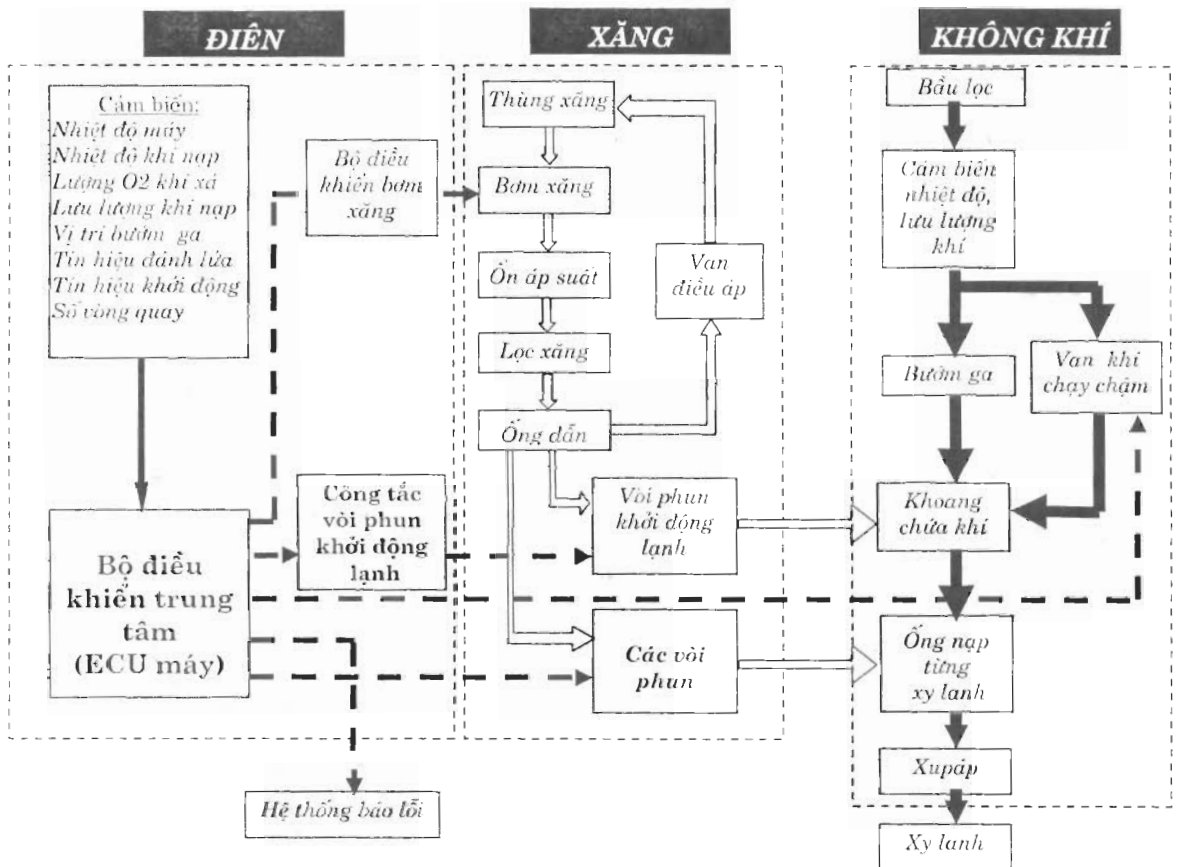 ĐIÊN
XĂNG
KHÔNG KHÍ
Cảm biến:
Nhiệt độ máy
Nhiệt độ khí nạp
Lượng O2 khí xả
Lưu lượng khí nạp
Vị trí bướm ga
Tín hiệu đánh lửa
Tín hiệu khởi động
Số vòng quay
Bộ điều
khiển bơm
xăng
Công tắc
vòi phun
khởi động
lạnh
Bộ điều
khiển trung
tâm
(ECU máy)
Hệ thống báo lỗi
Thùng xăng
Bơm xăng
Ổn áp suất
Lọc xăng
Ống dẫn
Van
điều áp
Vòi phun
khởi động
lạnh
Các vòi
phun
Bầu lọc
Cảm biến
nhiệt độ,
lưu lượng
khí
Bướm ga
Van khí
chạy chậm
Khoang
chứa khí
Ống nạp
từng
xy lanh
Xupáp
Xy lanh